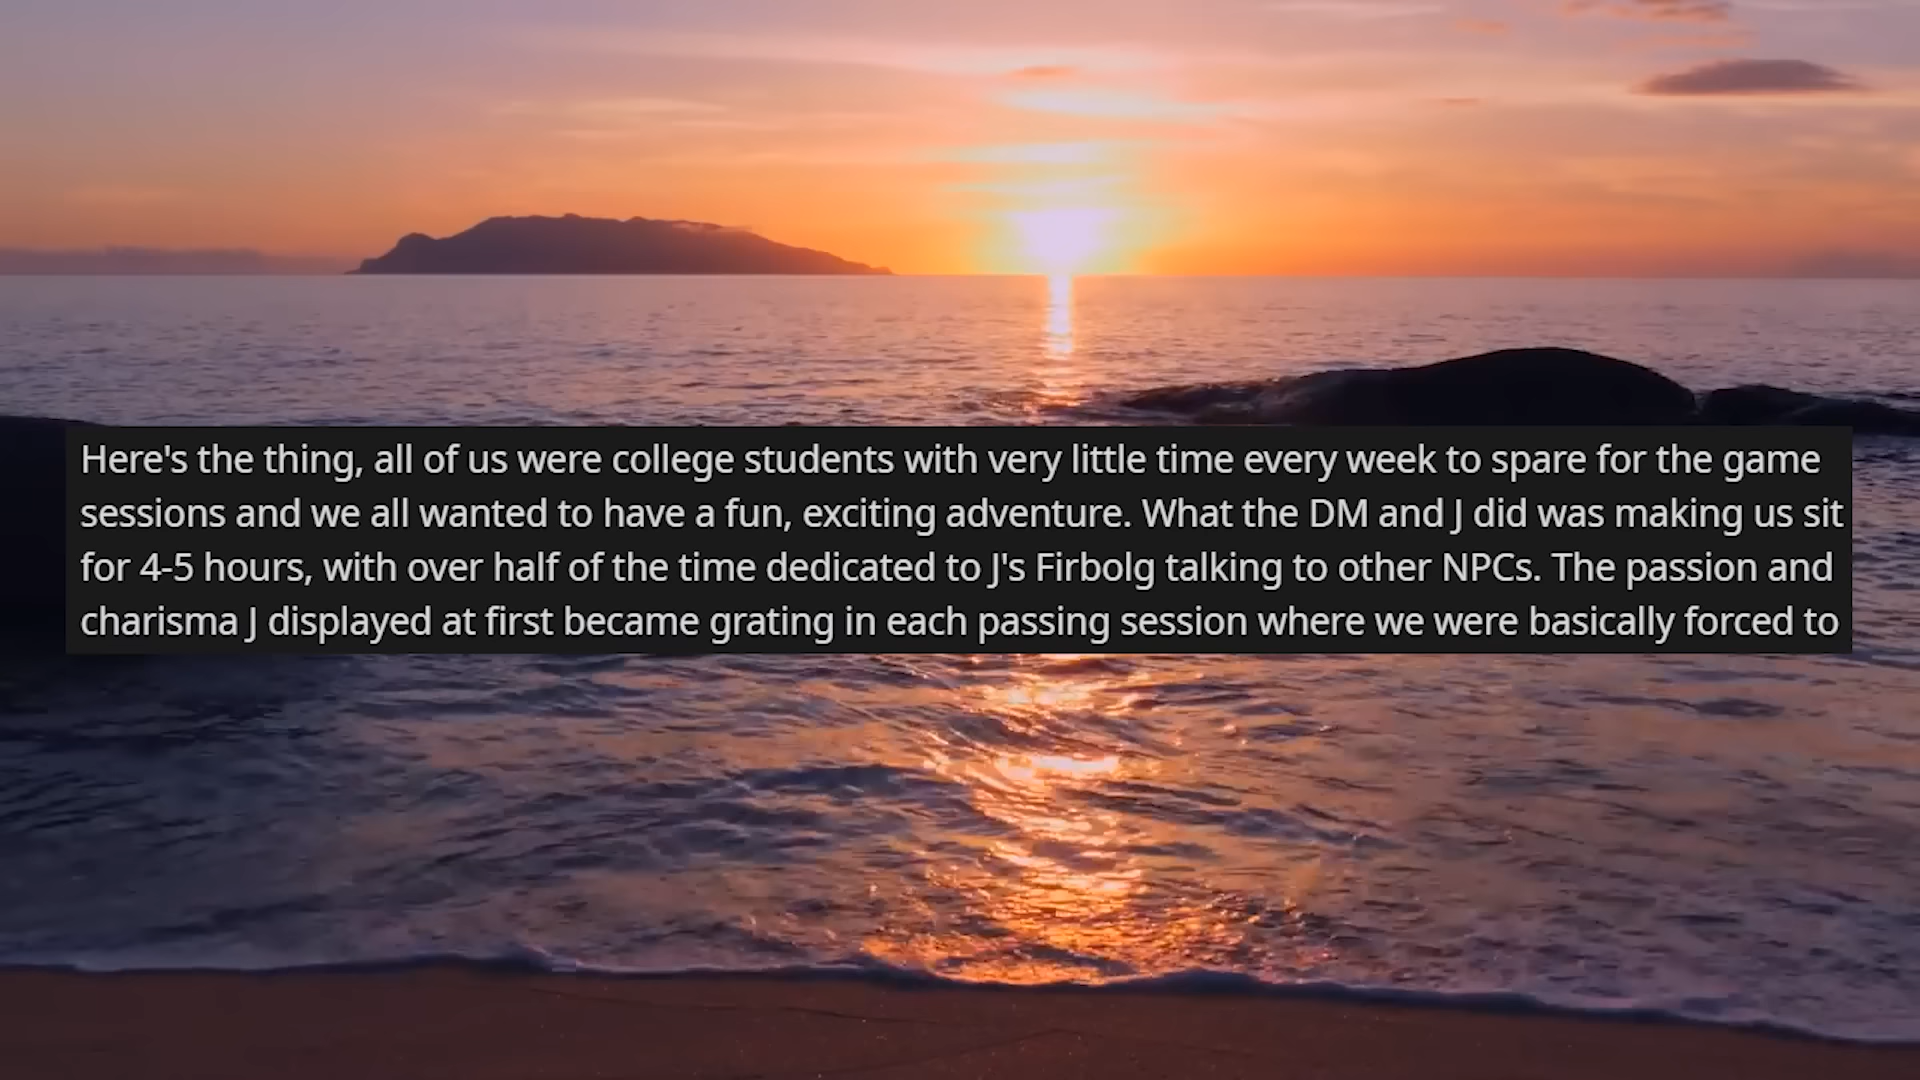 Here's the thing, all of us were college students with very little time every week to spare for the game
sessions and we all wanted to have a fun, exciting adventure. What the DM and J did was making us sit
for 4-5 hours, with over half of the time dedicated to J's Firbolg talking to other NPCs. The passion and
charisma J displayed at first became grating in each passing session where we were basically forced to